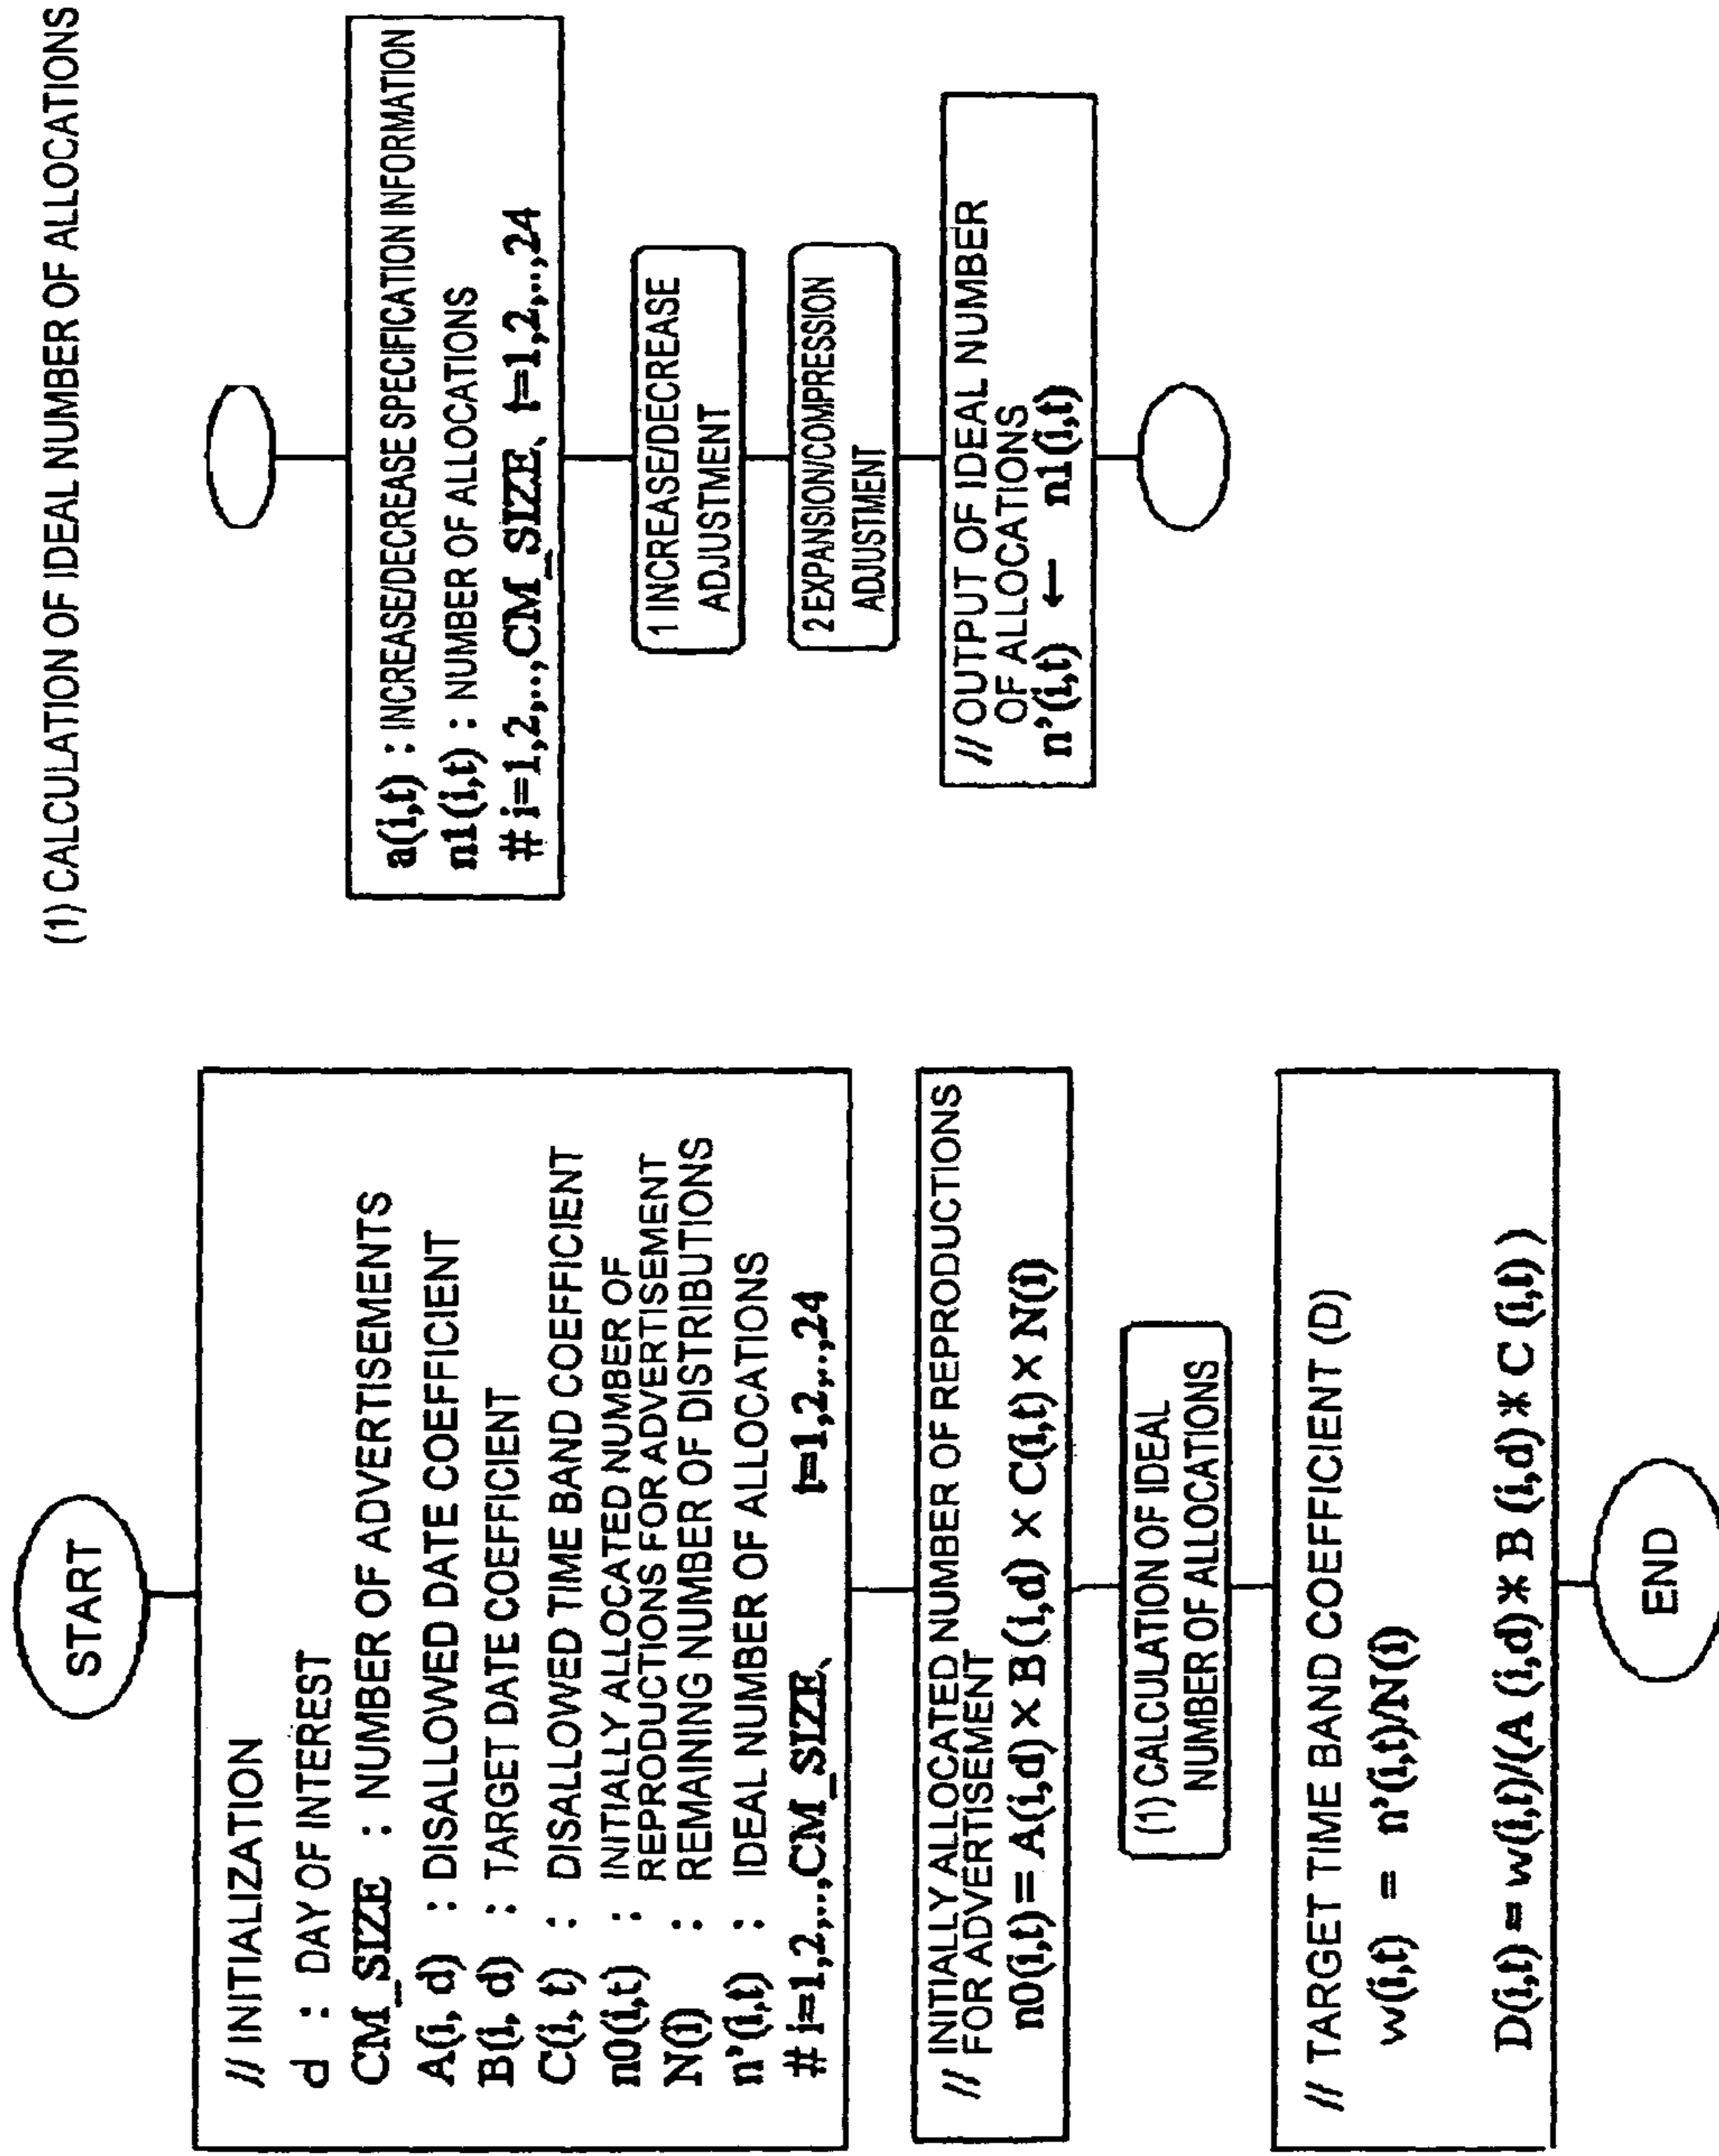 START
// INITIALIZATION
d : DAY OF INTEREST
CM_SIZE : NUMBER OF ADVERTISEMENTS
A(i, d) : DISALLOWED DATE COEFFICIENT
B(i, d) : TARGET DATE COEFFICIENT
C(i, t) : DISALLOWED TIME BAND COEFFICIENT
n0(i,t) : INITIALLY ALLOCATED NUMBER OF
REPRODUCTIONS FOR ADVERTISEMENT
N(i) : REMAINING NUMBER OF DISTRIBUTIONS
n'(i,t) : IDEAL NUMBER OF ALLOCATIONS
# i=1,2,..,CM_SIZE、 t=1,2,..,24
// INITIALLY ALLOCATED NUMBER OF REPRODUCTIONS
FOR ADVERTISEMENT
n0(i,t) = A(i,d) × B(i,d) × C(i,t) × N(i)
(1) CALCULATION OF IDEAL
NUMBER OF ALLOCATIONS
// TARGET TIME BAND COEFFICIENT (D)
w(i,t) = n'(i,t)/N(i)
D(i,t) = w(i,t)/(A (i,d) * B (i,d) * C (i,t) )
END
(1) CALCULATION OF IDEAL NUMBER OF ALLOCATIONS
a(i,t) : INCREASE/DECREASE SPECIFICATION INFORMATION
n1(i,t) : NUMBER OF ALLOCATIONS
# i=1,2,..,CM_SIZE、 t=1,2,..,24
1 INCREASE/DECREASE
ADJUSTMENT
2 EXPANSION/COMPRESSION
ADJUSTMENT
// OUTPUT OF IDEAL NUMBER
OF ALLOCATIONS
n'(i,t) ← n1(i,t)